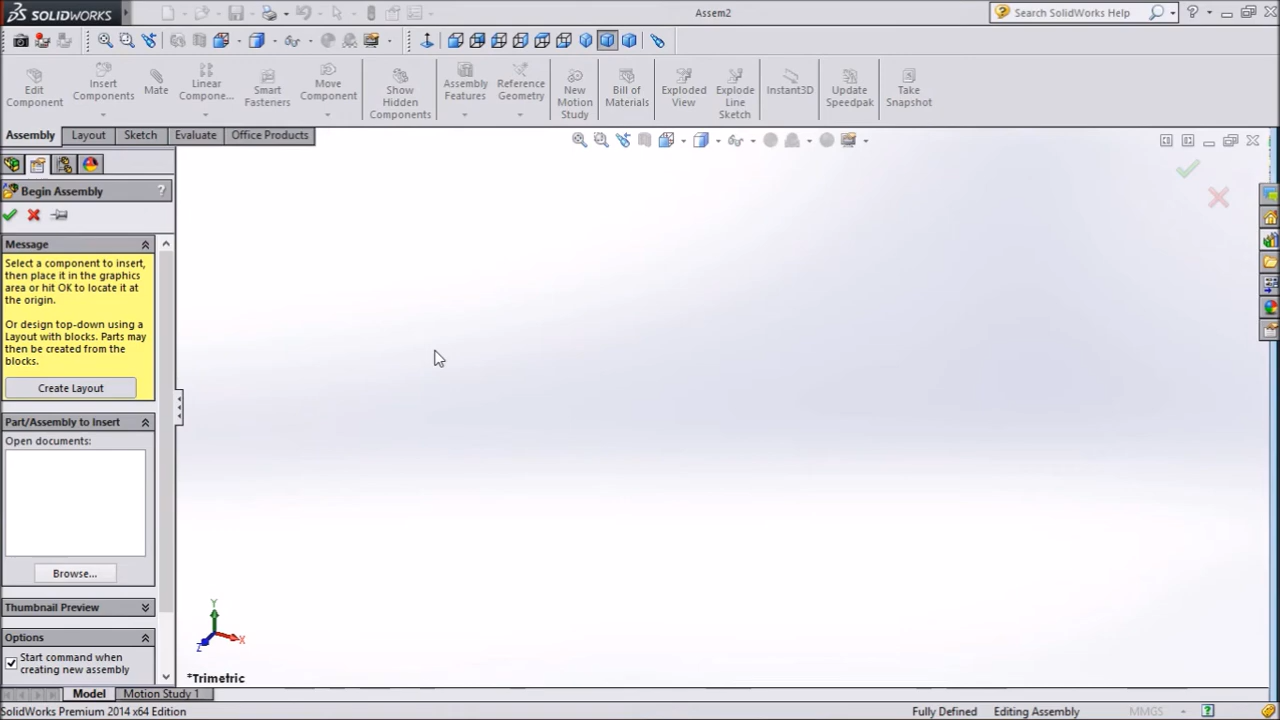 SOLIDWORKS
Assem2
Search SolidWorks Help
Edit
Component
Insert
Components
Mate
Linear
Compone...
Smart
Fasteners
Move
Component
Show
Hidden
Components
Assembly
Features
Reference
Geometry
New
Motion
Study
Bill of
Materials
Exploded
View
Explode
Line
Sketch
Instant3D
Update
Speedpak
Take
Snapshot
Assembly
Layout
Sketch
Evaluate
Office Products
Begin Assembly
?
Message
Select a component to insert,
then place it in the graphics
area or hit OK to locate it at
the origin.
Or design top-down using a
Layout with blocks. Parts may
then be created from the
blocks.
Create Layout
Part/Assembly to Insert
Open documents:
Browse...
Thumbnail Preview
Options
Start command when
creating new assembly
Y
X
Z
*Trimetric
Model
Motion Study 1
SolidWorks Premium 2014 x64 Edition
Fully Defined
Editing Assembly
MMGS